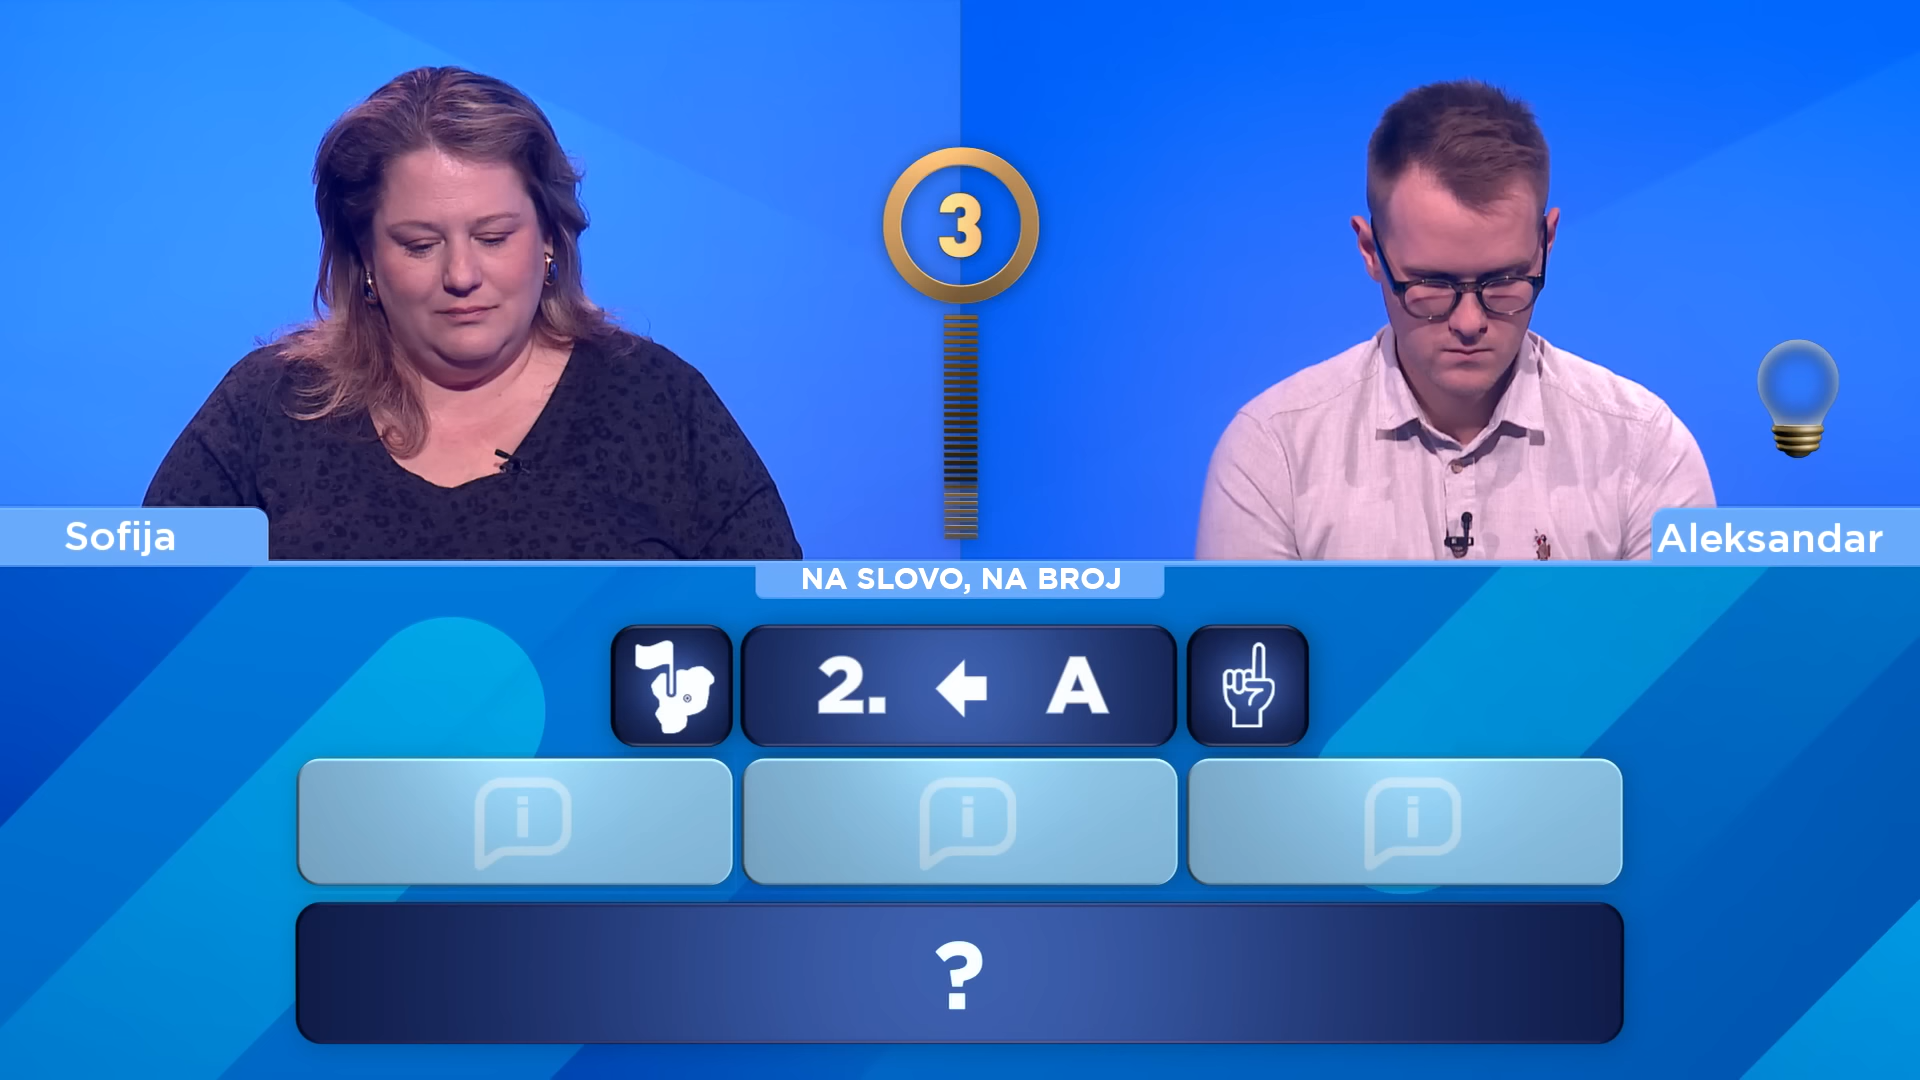 3
Sofija
Aleksandar
NA SLOVO, NA BROJ
2. ← A
i
i
i
?